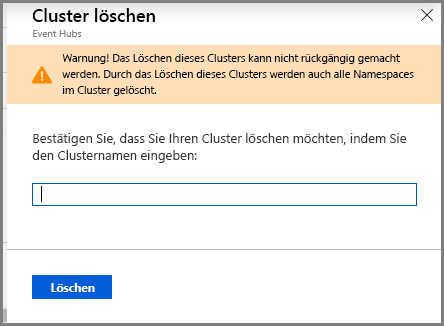 Cluster löschen
Event Hubs
Warnung! Das Löschen dieses Clusters kann nicht rückgängig gemacht
werden. Durch das Löschen dieses Clusters werden auch alle Namespaces
im Cluster gelöscht.
Bestätigen Sie, dass Sie Ihren Cluster löschen möchten, indem Sie
den Clusternamen eingeben:
Löschen